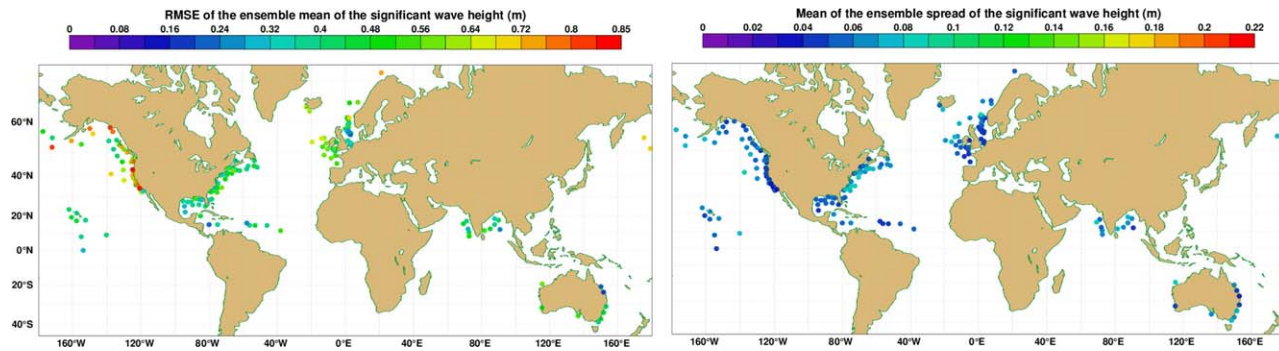 RMSE of the ensemble mean of the significant wave height (m)
0 0.08 0.16 0.24 0.32 0.4 0.48 0.56 0.64 0.72 0.8 0.85
60°N
40°N
20°N
0°N
20°S
40°S
160°W 120°W 80°W 40°W 0°E 40°E 80°E 120°E 160°E
Mean of the ensemble spread of the significant wave height (m)
0 0.02 0.04 0.06 0.08 0.1 0.12 0.14 0.16 0.18 0.2 0.22
160°W 120°W 80°W 40°W 0°E 40°E 80°E 120°E 160°E